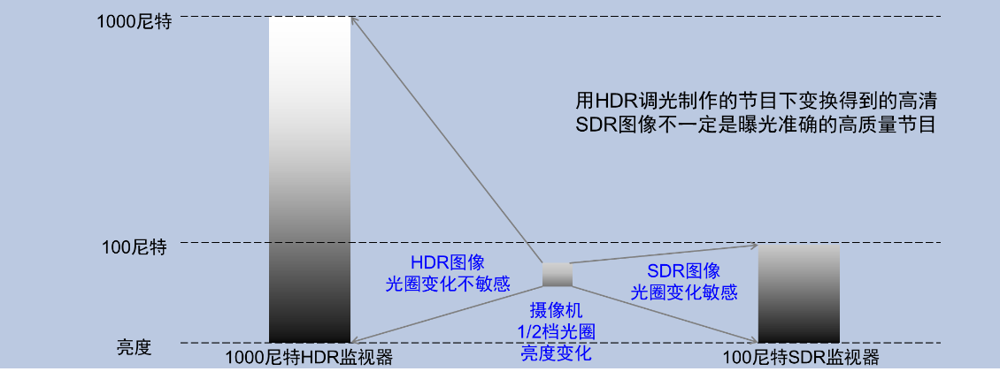 1000尼特
用HDR调光制作的节目下变换得到的高清
SDR图像不一定是曝光准确的高质量节目
100尼特
HDR图像
光圈变化不敏感
SDR图像
光圈变化敏感
摄像机
1/2档光圈
亮度变化
亮度
1000尼特HDR监视器
100尼特SDR监视器